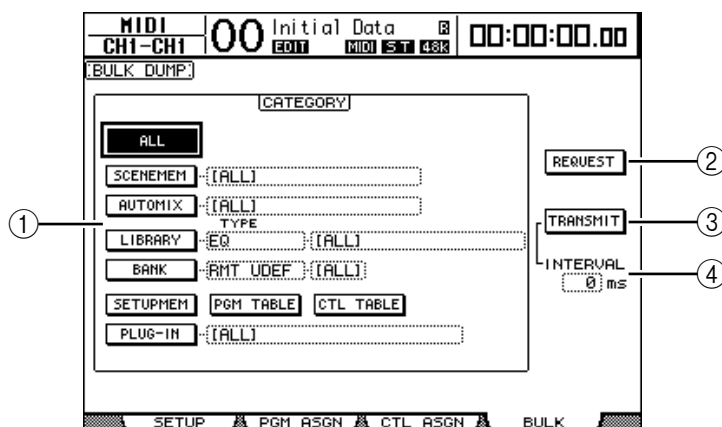 MIDI
CH1-CH1
00 Initial Data R
EDIT MIDI ST 48K
00:00:00.00
BULK DUMP
CATEGORY
ALL
REQUEST ②
SCENEMEM [ALL]
AUTOMIX [ALL]
① TYPE
TRANSMIT ③
LIBRARY EQ [ALL]
INTERVAL
BANK RMT UDEF [ALL]
0 ms ④
SETUPMEM PGM TABLE CTL TABLE
PLUG-IN [ALL]
SETUP PGM ASGN CTL ASGN BULK